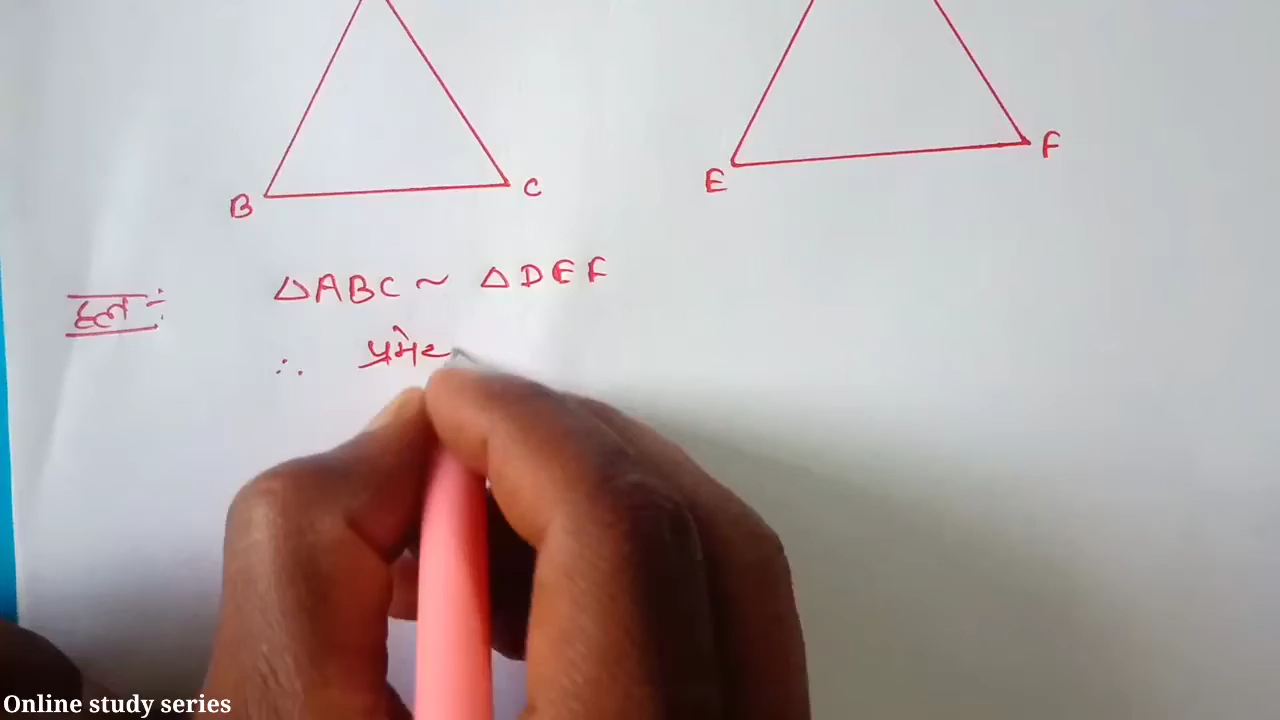 B C E F
हल :- △ABC ~ △DEF
∴ प्रमेय
Online study series